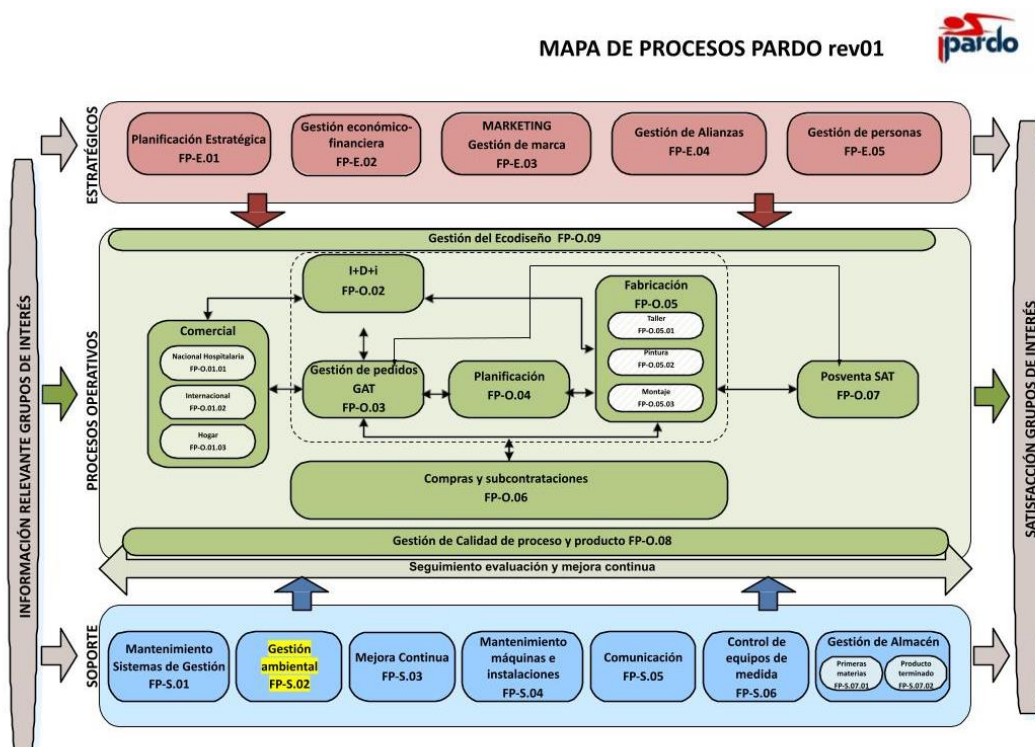 MAPA DE PROCESOS PARDO rev01
pardo
INFORMACIÓN RELEVANTE GRUPOS DE INTERÉS
ESTRATÉGICOS
Planificación Estratégica
FP-E.01
Gestión económico-
financiera
FP-E.02
MARKETING
Gestión de marca
FP-E.03
Gestión de Alianzas
FP-E.04
Gestión de personas
FP-E.05
PROCESOS OPERATIVOS
Gestión del Ecodiseño FP-O.09
I+D+i
FP-O.02
Comercial
Nacional Hospitalaria
FP-O.01.01
Internacional
FP-O.01.02
Hogar
FP-O.01.03
Gestión de pedidos
GAT
FP-O.03
Planificación
FP-O.04
Fabricación
FP-O.05
Taller
FP-O.05.01
Pintura
FP-O.05.02
Montaje
FP-O.05.03
Posventa SAT
FP-O.07
Compras y subcontrataciones
FP-O.06
Gestión de Calidad de proceso y producto FP-O.08
Seguimiento evaluación y mejora continua
SOPORTE
Mantenimiento
Sistemas de Gestión
FP-S.01
Gestión
ambiental
FP-S.02
Mejora Continua
FP-S.03
Mantenimiento
máquinas e
instalaciones
FP-S.04
Comunicación
FP-S.05
Control de
equipos de
medida
FP-S.06
Gestión de Almacén
Primeras
materias
FP-S.07.01
Producto
terminado
FP-S.07.02
SATISFACCIÓN GRUPOS DE INTERÉS